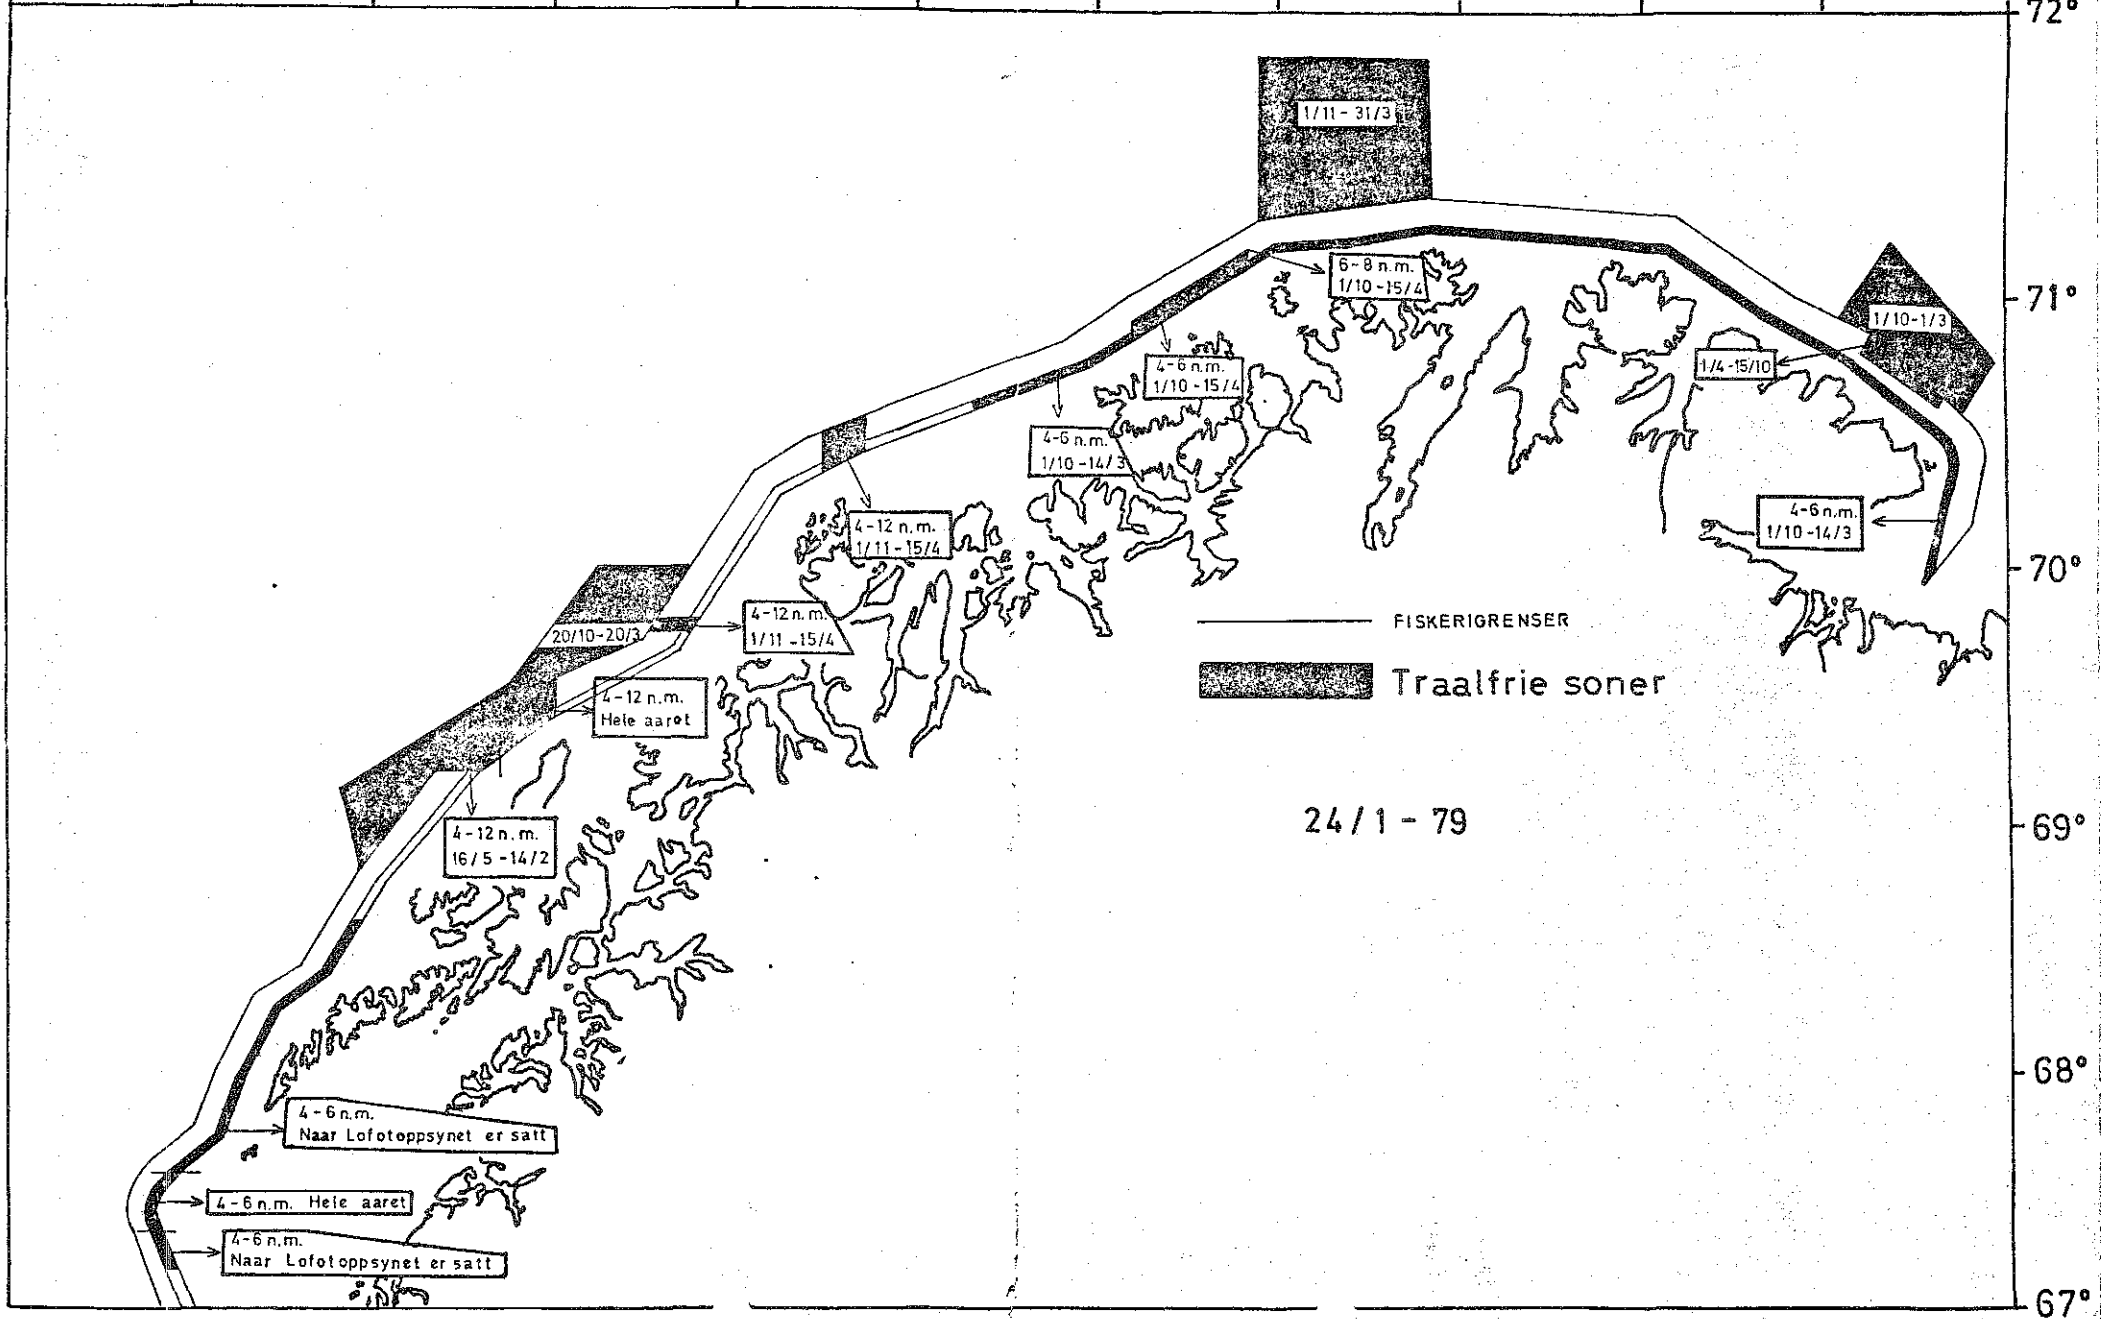 72°
1/11 - 31/3
6-8 n.m.
1/10 -15/4
71°
1/10-1/3
4-6 n.m.
1/10 -15/4
1/4 -15/10
4-6 n.m.
1/10 -14/3
4-12 n.m.
1/11 -15/4
4-6 n.m.
1/10 -14/3
70°
20/10-20/3
4-12 n.m.
1/11 -15/4
FISKERIGRENSER
Traalfrie soner
4-12 n.m.
Hele aaret
24/1 - 79
4-12 n.m.
16/5 -14/2
69°
68°
4-6 n.m.
Naar Lofotoppsynet er satt
4-6 n.m. Hele aaret
4-6 n.m.
Naar Lofotoppsynet er satt
67°